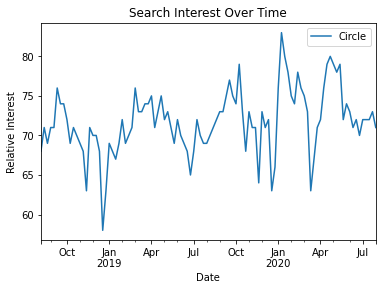 Search Interest Over Time
Circle
Relative Interest
80
75
70
65
60
Oct Jan Apr Jul Oct Jan Apr Jul
2019 2020
Date